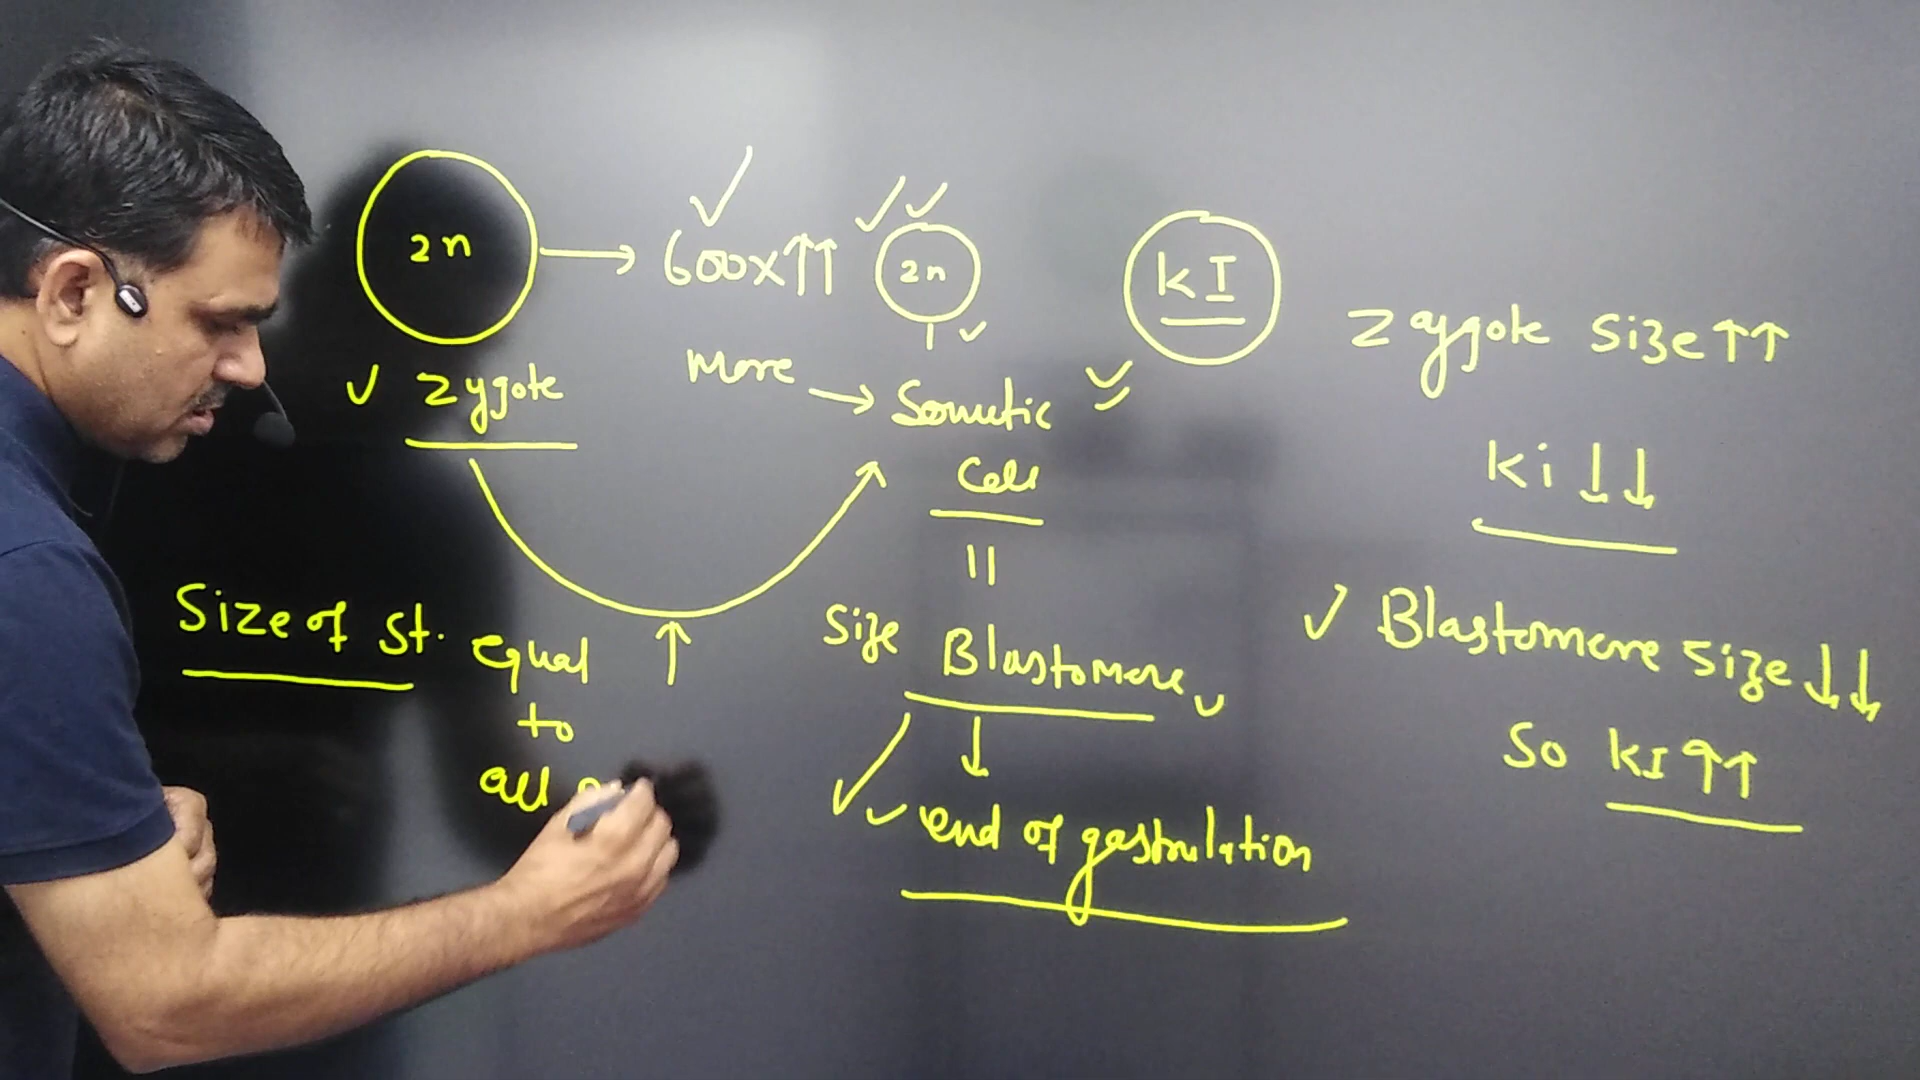 2n
600x↑↑
2n
KI
More → Somatic
Cell
=
Size Blastomere
↓
end of gastrulation
Zygote
Size of St. equal
to
all
Zygote size↑↑
Ki↓↓
Blastomere size↓↓
So KI↑↑